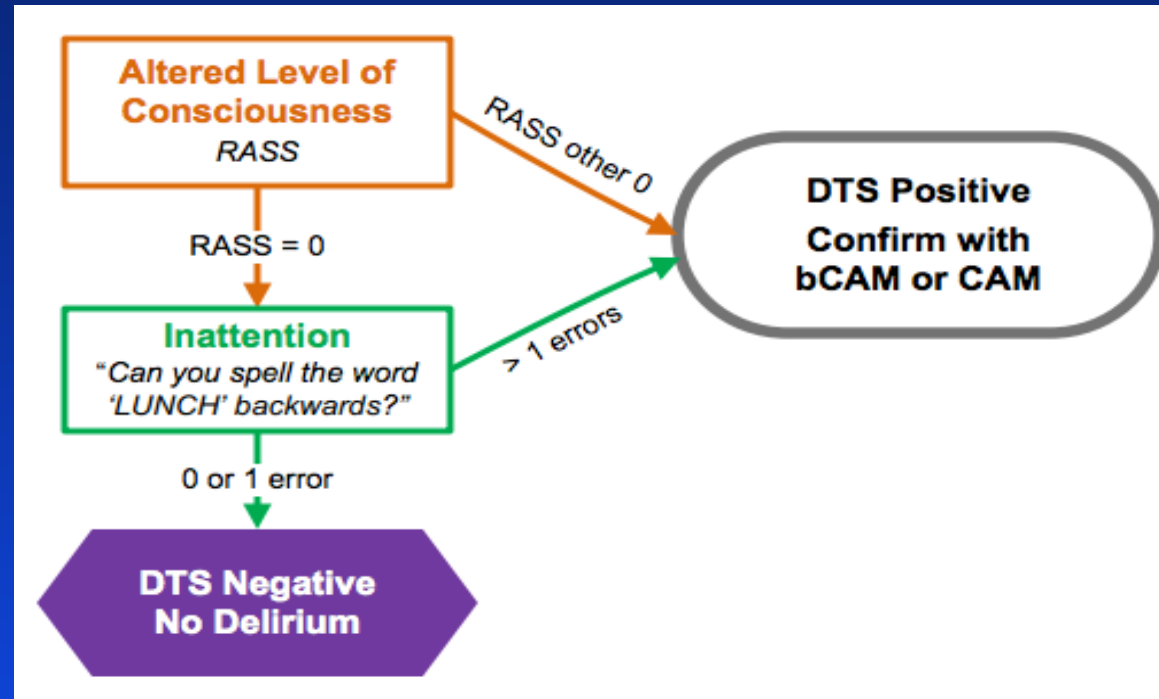 Altered Level of
Consciousness
RASS
RASS other 0
RASS = 0
DTS Positive
Confirm with
bCAM or CAM
Inattention
“Can you spell the word
‘LUNCH’ backwards?”
> 1 errors
0 or 1 error
DTS Negative
No Delirium